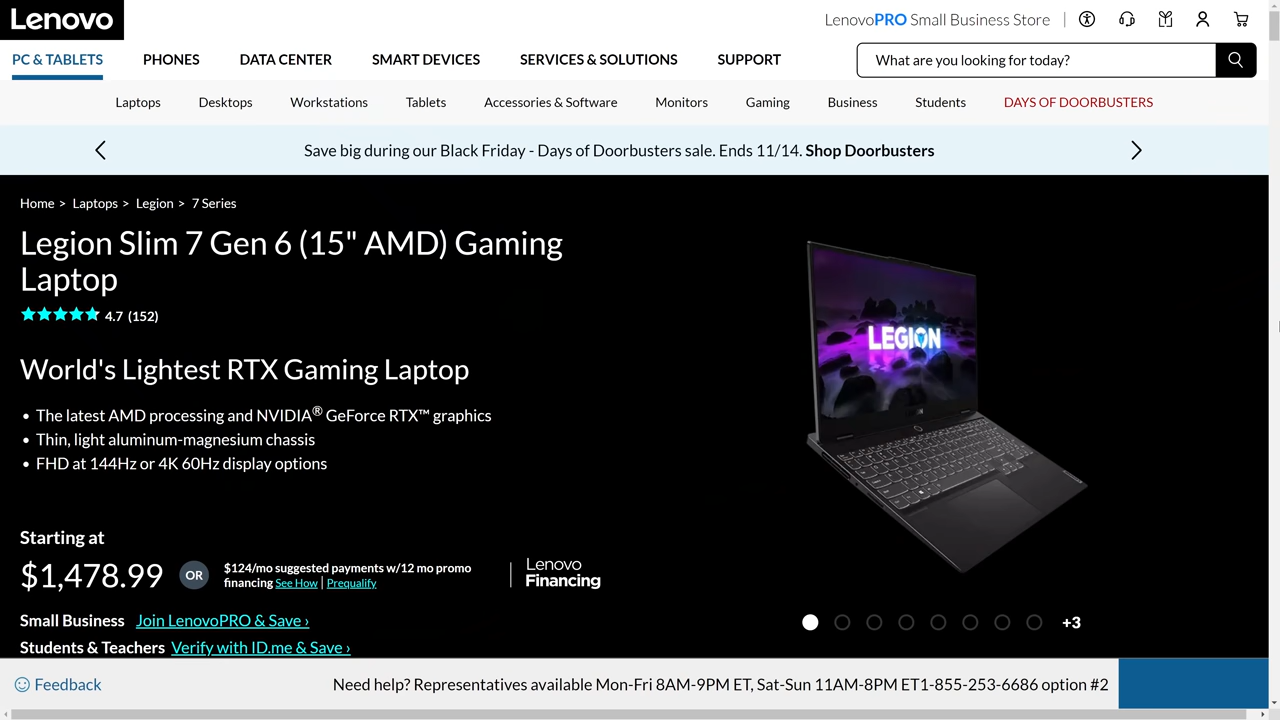 Lenovo
LenovoPRO Small Business Store
PC & TABLETS PHONES DATA CENTER SMART DEVICES SERVICES & SOLUTIONS SUPPORT
What are you looking for today?
Laptops Desktops Workstations Tablets Accessories & Software Monitors Gaming Business Students DAYS OF DOORBUSTERS
Save big during our Black Friday - Days of Doorbusters sale. Ends 11/14. Shop Doorbusters
Home > Laptops > Legion > 7 Series
Legion Slim 7 Gen 6 (15" AMD) Gaming
Laptop
4.7 (152)
World's Lightest RTX Gaming Laptop
• The latest AMD processing and NVIDIA® GeForce RTX™ graphics
• Thin, light aluminum-magnesium chassis
• FHD at 144Hz or 4K 60Hz display options
LEGION
Starting at
$1,478.99 OR
$124/mo suggested payments w/12 mo promo
financing See How | Prequalify
Lenovo
Financing
Small Business Join LenovoPRO & Save ›
Students & Teachers Verify with ID.me & Save ›
+3
Feedback
Need help? Representatives available Mon-Fri 8AM-9PM ET, Sat-Sun 11AM-8PM ET1-855-253-6686 option #2